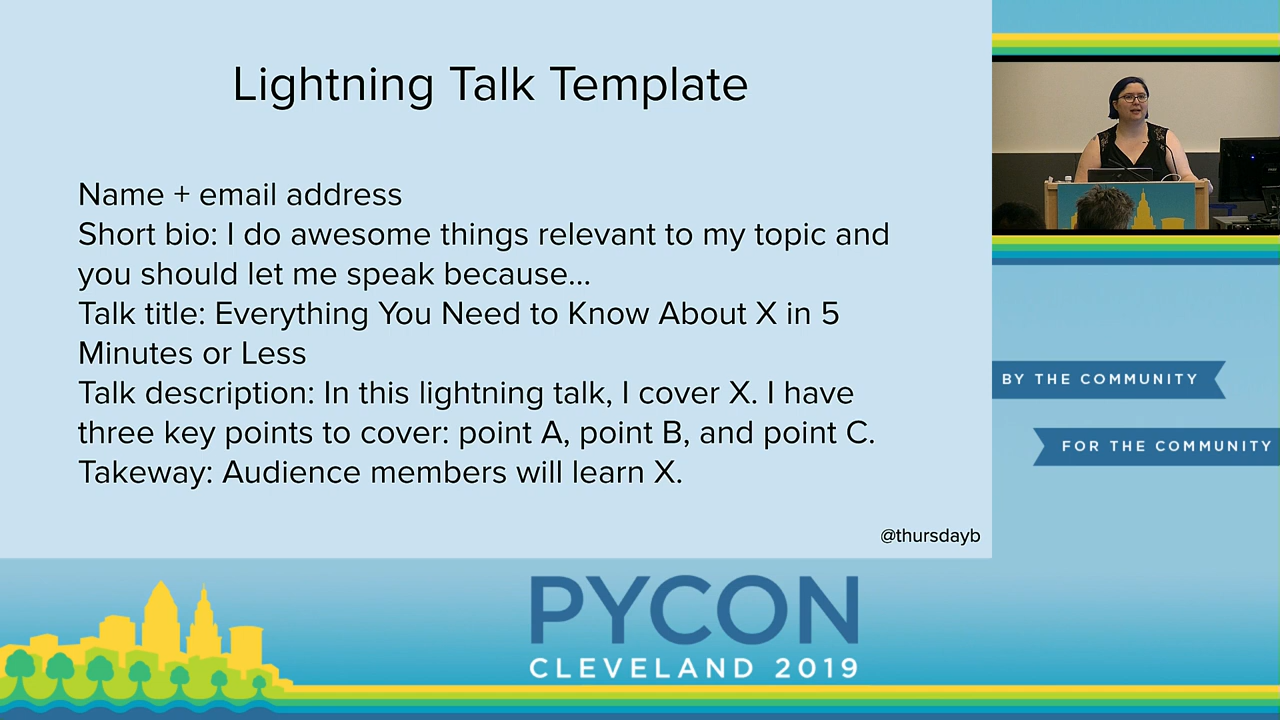 Lightning Talk Template
Name + email address
Short bio: I do awesome things relevant to my topic and
you should let me speak because...
Talk title: Everything You Need to Know About X in 5
Minutes or Less
Talk description: In this lightning talk, I cover X. I have
three key points to cover: point A, point B, and point C.
Takeway: Audience members will learn X.
@thursdayb
BY THE COMMUNITY
FOR THE COMMUNITY
PYCON
CLEVELAND 2019